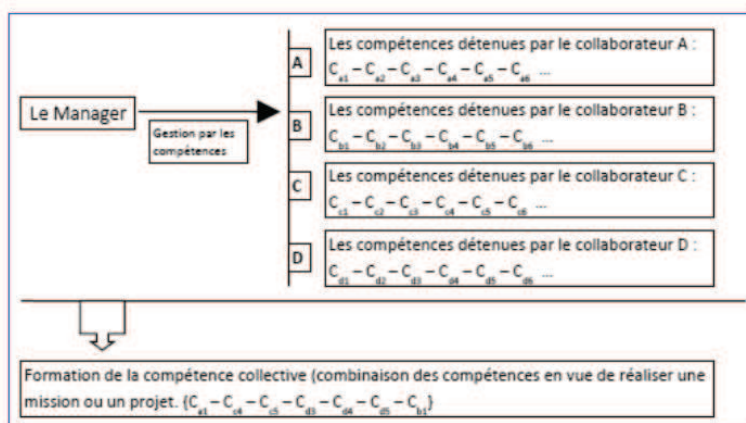 Le Manager
Gestion par les
compétences
A
Les compétences détenues par le collaborateur A :
Ca1 – Ca2 – Ca3 – Ca4 – Ca5 – Ca6 ...
B
Les compétences détenues par le collaborateur B :
Cb1 – Cb2 – Cb3 – Cb4 – Cb5 – Cb6 ...
C
Les compétences détenues par le collaborateur C :
Cc1 – Cc2 – Cc3 – Cc4 – Cc5 – Cc6 ...
D
Les compétences détenues par le collaborateur D :
Cd1 – Cd2 – Cd3 – Cd4 – Cd5 – Cd6 ...
Formation de la compétence collective (combinaison des compétences en vue de réaliser une
mission ou un projet. {Ca1 – Cc4 – Cc5 – Cd3 – Cd4 – Cd5 – Cb1}